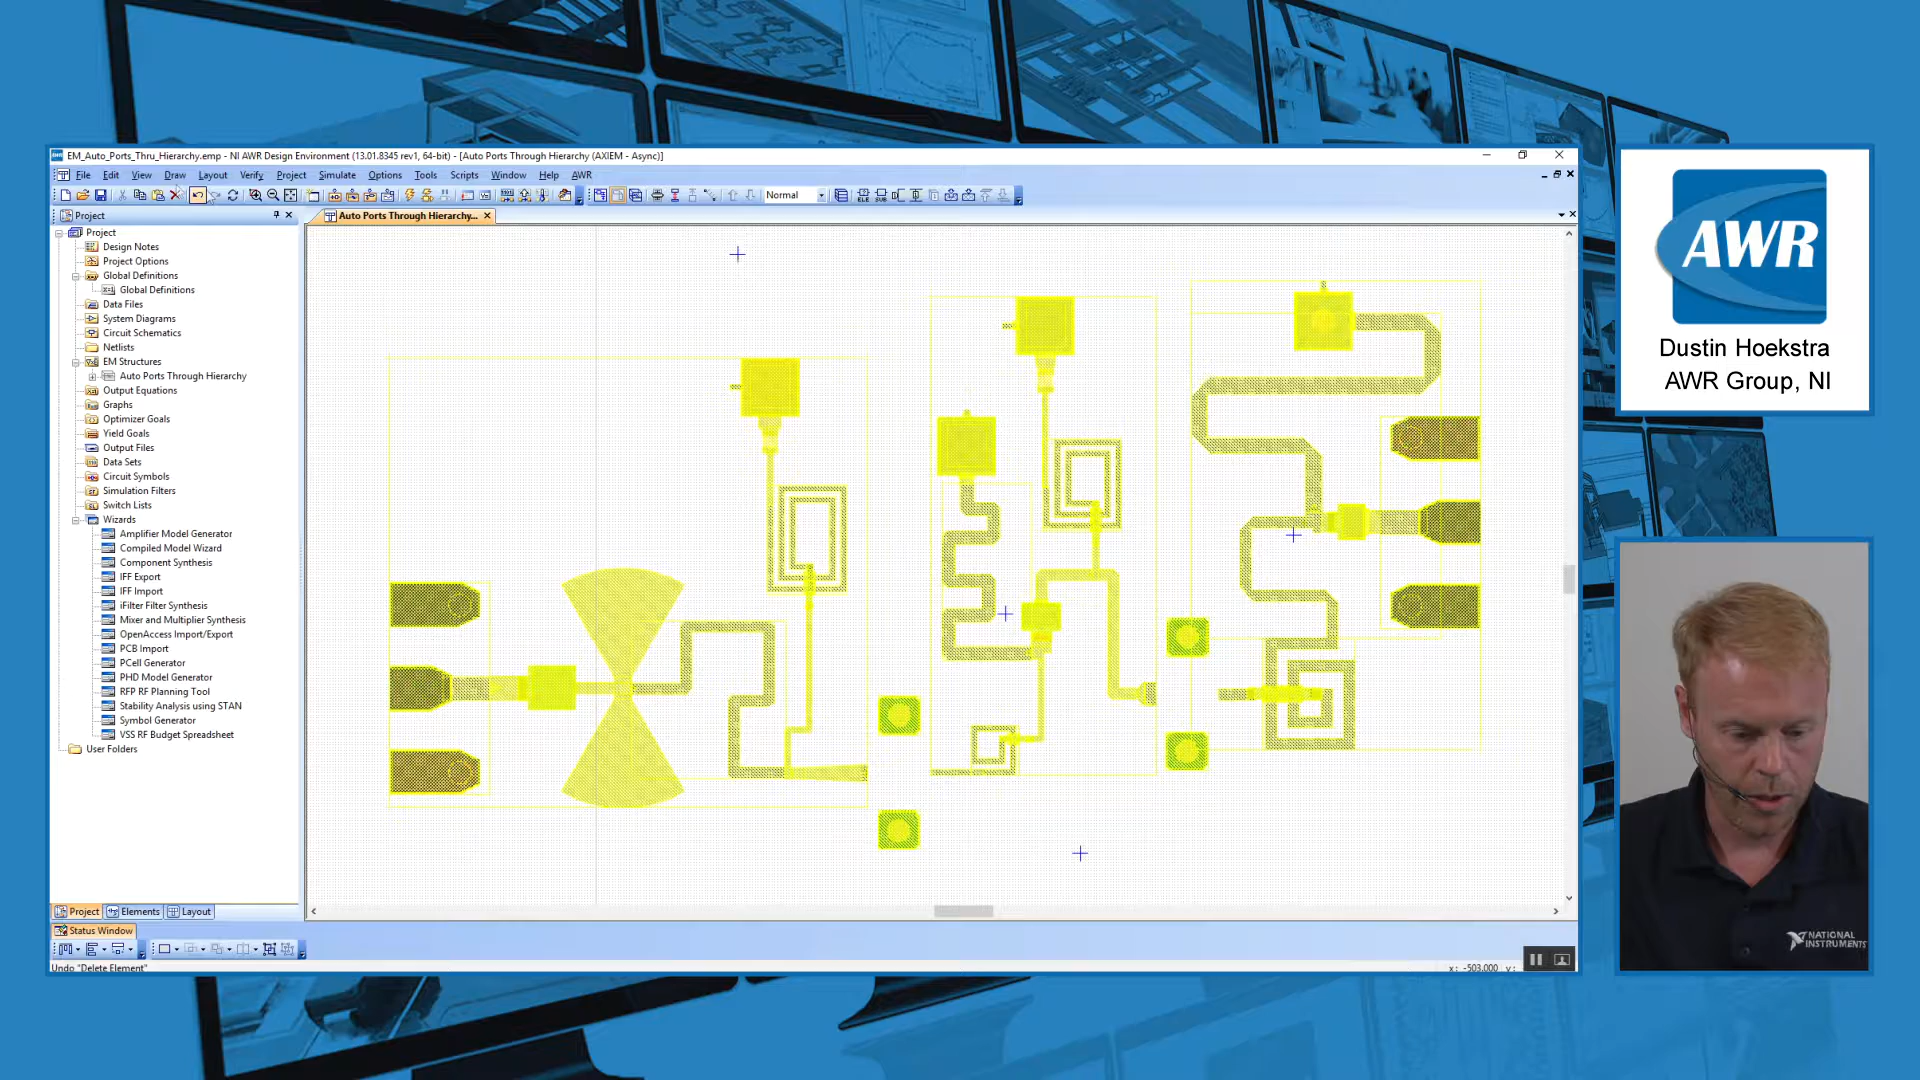 EM_Auto_Ports_Thru_Hierarchy.emp - NI AWR Design Environment (13.01.8345 rev1, 64-bit) - [Auto Ports Through Hierarchy (AXIEM - Async)]
File Edit View Draw Layout Verify Project Simulate Options Tools Scripts Window Help AWR
Normal
Project
Auto Ports Through Hierarchy...
Project
Design Notes
Project Options
Global Definitions
Global Definitions
Data Files
System Diagrams
Circuit Schematics
Netlists
EM Structures
Auto Ports Through Hierarchy
Output Equations
Graphs
Optimizer Goals
Yield Goals
Output Files
Data Sets
Circuit Symbols
Simulation Filters
Switch Lists
Wizards
Amplifier Model Generator
Compiled Model Wizard
Component Synthesis
IFF Export
IFF Import
iFilter Filter Synthesis
Mixer and Multiplier Synthesis
OpenAccess Import/Export
PCB Import
PCell Generator
PHD Model Generator
RFP RF Planning Tool
Stability Analysis using STAN
Symbol Generator
VSS RF Budget Spreadsheet
User Folders
Project Elements Layout
Status Window
Undo "Delete Element"
x: -503.000 y:
AWR
Dustin Hoekstra
AWR Group, NI
NATIONAL
INSTRUMENTS